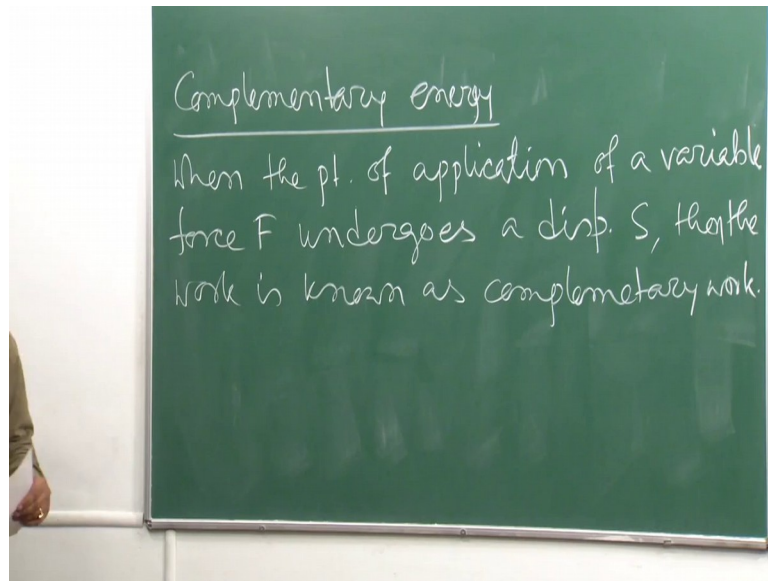 Complementary energy
When the pt. of application of a variable
force F undergoes a disp. S, then the
work is known as complemetary work.